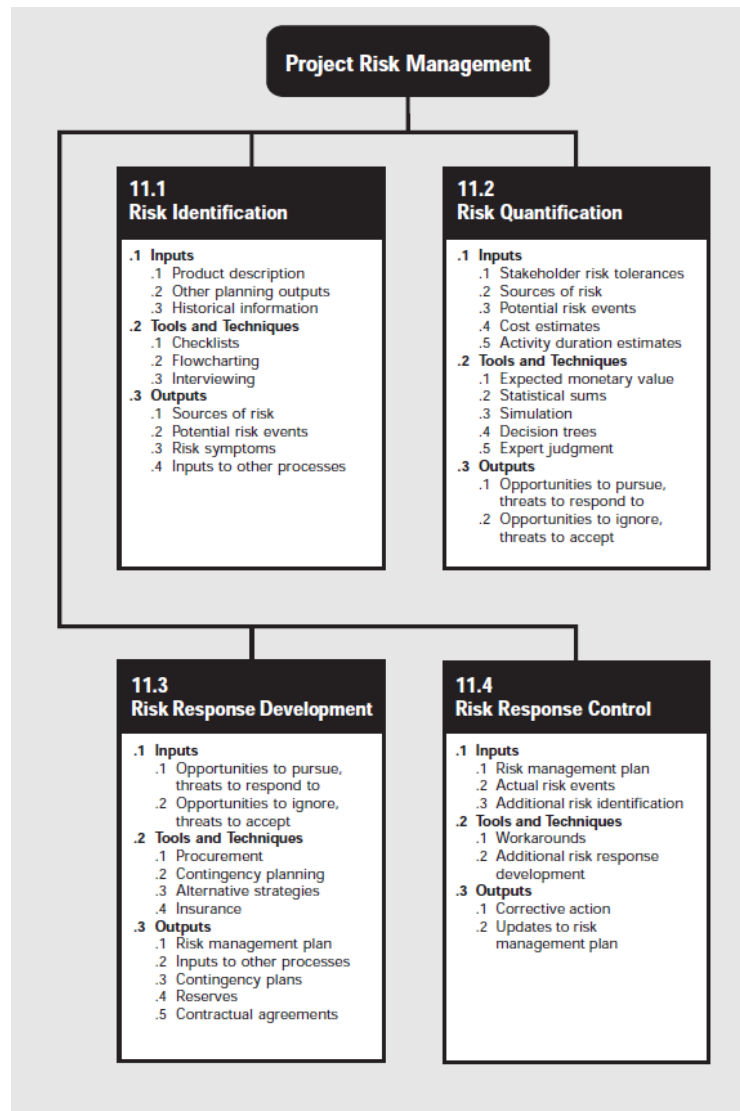 Project Risk Management
11.1
Risk Identification
.1 Inputs
.1 Product description
.2 Other planning outputs
.3 Historical information
.2 Tools and Techniques
.1 Checklists
.2 Flowcharting
.3 Interviewing
.3 Outputs
.1 Sources of risk
.2 Potential risk events
.3 Risk symptoms
.4 Inputs to other processes
11.2
Risk Quantification
.1 Inputs
.1 Stakeholder risk tolerances
.2 Sources of risk
.3 Potential risk events
.4 Cost estimates
.5 Activity duration estimates
.2 Tools and Techniques
.1 Expected monetary value
.2 Statistical sums
.3 Simulation
.4 Decision trees
.5 Expert judgment
.3 Outputs
.1 Opportunities to pursue,
threats to respond to
.2 Opportunities to ignore,
threats to accept
11.3
Risk Response Development
.1 Inputs
.1 Opportunities to pursue,
threats to respond to
.2 Opportunities to ignore,
threats to accept
.2 Tools and Techniques
.1 Procurement
.2 Contingency planning
.3 Alternative strategies
.4 Insurance
.3 Outputs
.1 Risk management plan
.2 Inputs to other processes
.3 Contingency plans
.4 Reserves
.5 Contractual agreements
11.4
Risk Response Control
.1 Inputs
.1 Risk management plan
.2 Actual risk events
.3 Additional risk identification
.2 Tools and Techniques
.1 Workarounds
.2 Additional risk response
development
.3 Outputs
.1 Corrective action
.2 Updates to risk
management plan